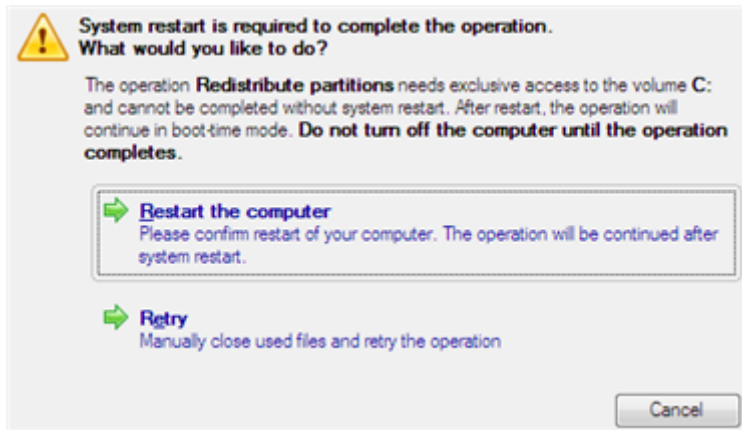 System restart is required to complete the operation.
What would you like to do?
The operation Redistribute partitions needs exclusive access to the volume C:
and cannot be completed without system restart. After restart, the operation will
continue in boot-time mode. Do not turn off the computer until the operation
completes.
Restart the computer
Please confirm restart of your computer. The operation will be continued after
system restart.
Retry
Manually close used files and retry the operation
Cancel